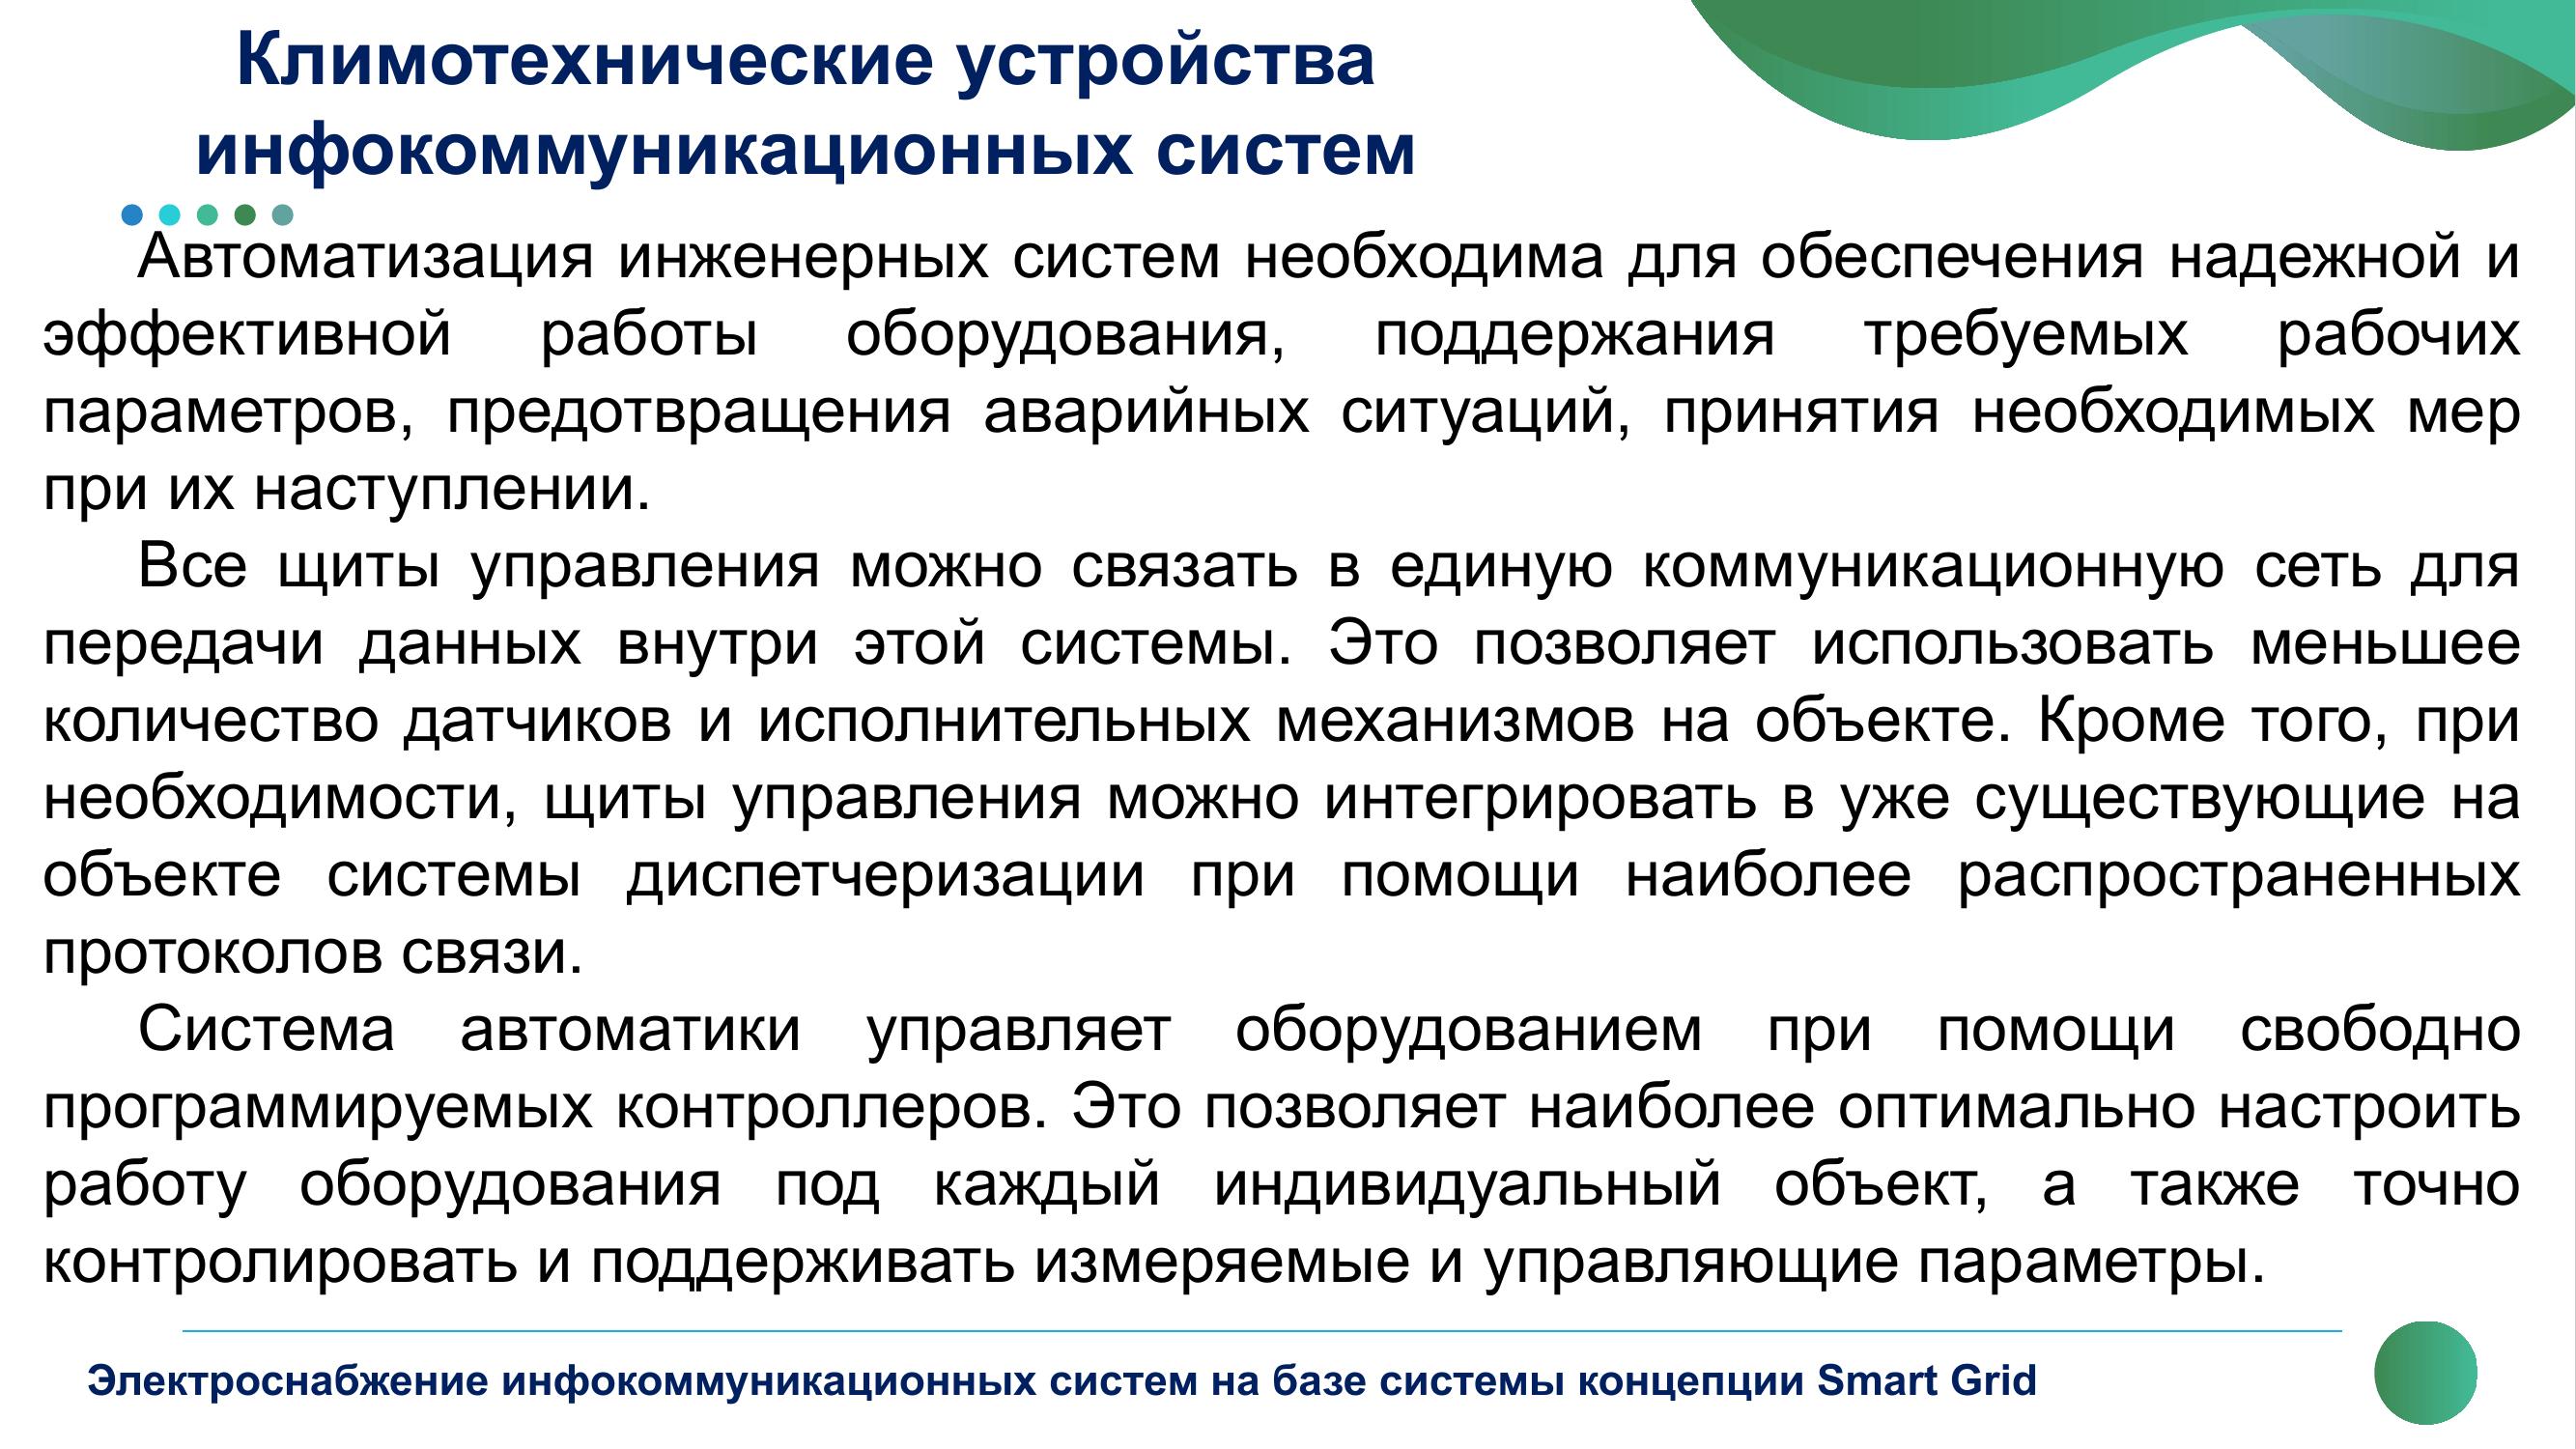 Климотехнические устройства
инфокоммуникационных систем
Автоматизация инженерных систем необходима для обеспечения надежной и
эффективной работы оборудования, поддержания требуемых рабочих
параметров, предотвращения аварийных ситуаций, принятия необходимых мер
при их наступлении.
Все щиты управления можно связать в единую коммуникационную сеть для
передачи данных внутри этой системы. Это позволяет использовать меньшее
количество датчиков и исполнительных механизмов на объекте. Кроме того, при
необходимости, щиты управления можно интегрировать в уже существующие на
объекте системы диспетчеризации при помощи наиболее распространенных
протоколов связи.
Система автоматики управляет оборудованием при помощи свободно
программируемых контроллеров. Это позволяет наиболее оптимально настроить
работу оборудования под каждый индивидуальный объект, а также точно
контролировать и поддерживать измеряемые и управляющие параметры.
Электроснабжение инфокоммуникационных систем на базе системы концепции Smart Grid